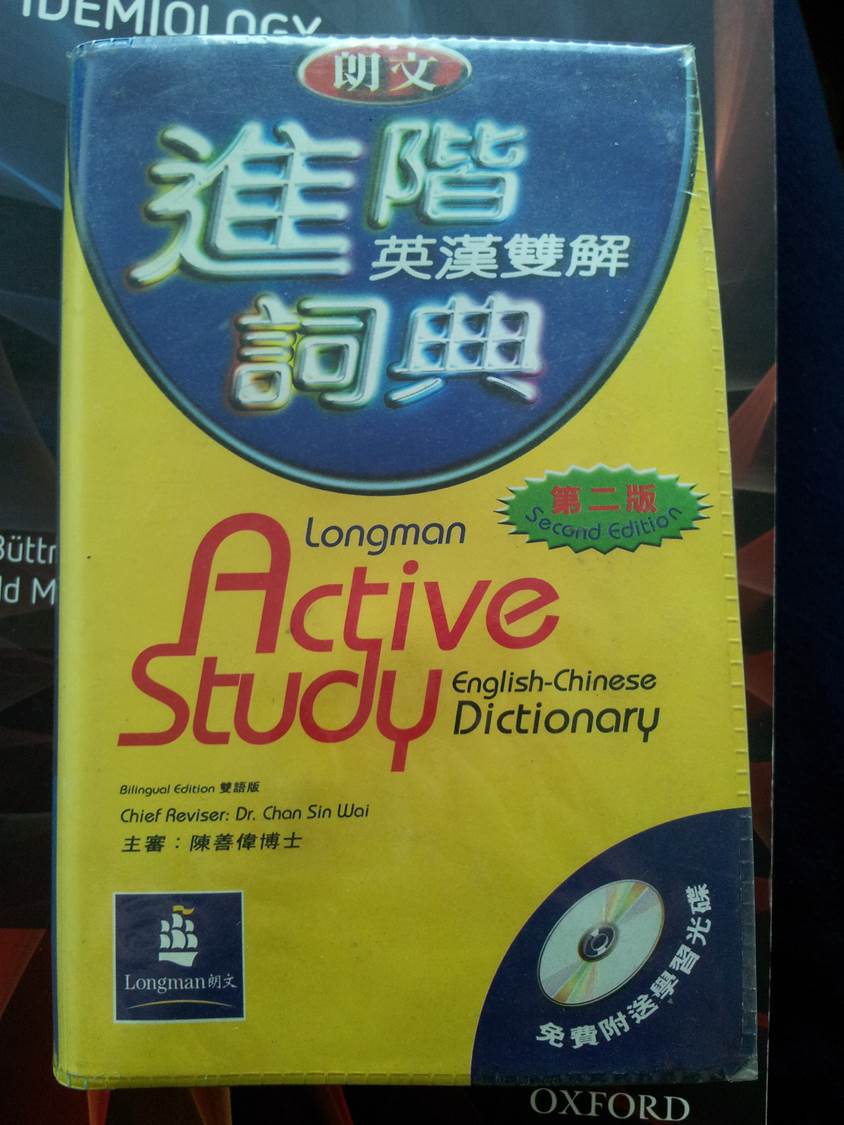 IDEMIOLOGY
朗文
進階
英漢雙解
詞典
第二版
Second Edition
Longman
Active
Study
English-Chinese
Dictionary
Bilingual Edition 雙語版
Chief Reviser: Dr. Chan Sin Wai
主審：陳善偉博士
Longman朗文
免費附送學習光碟
Büttn
ld M
OXFORD